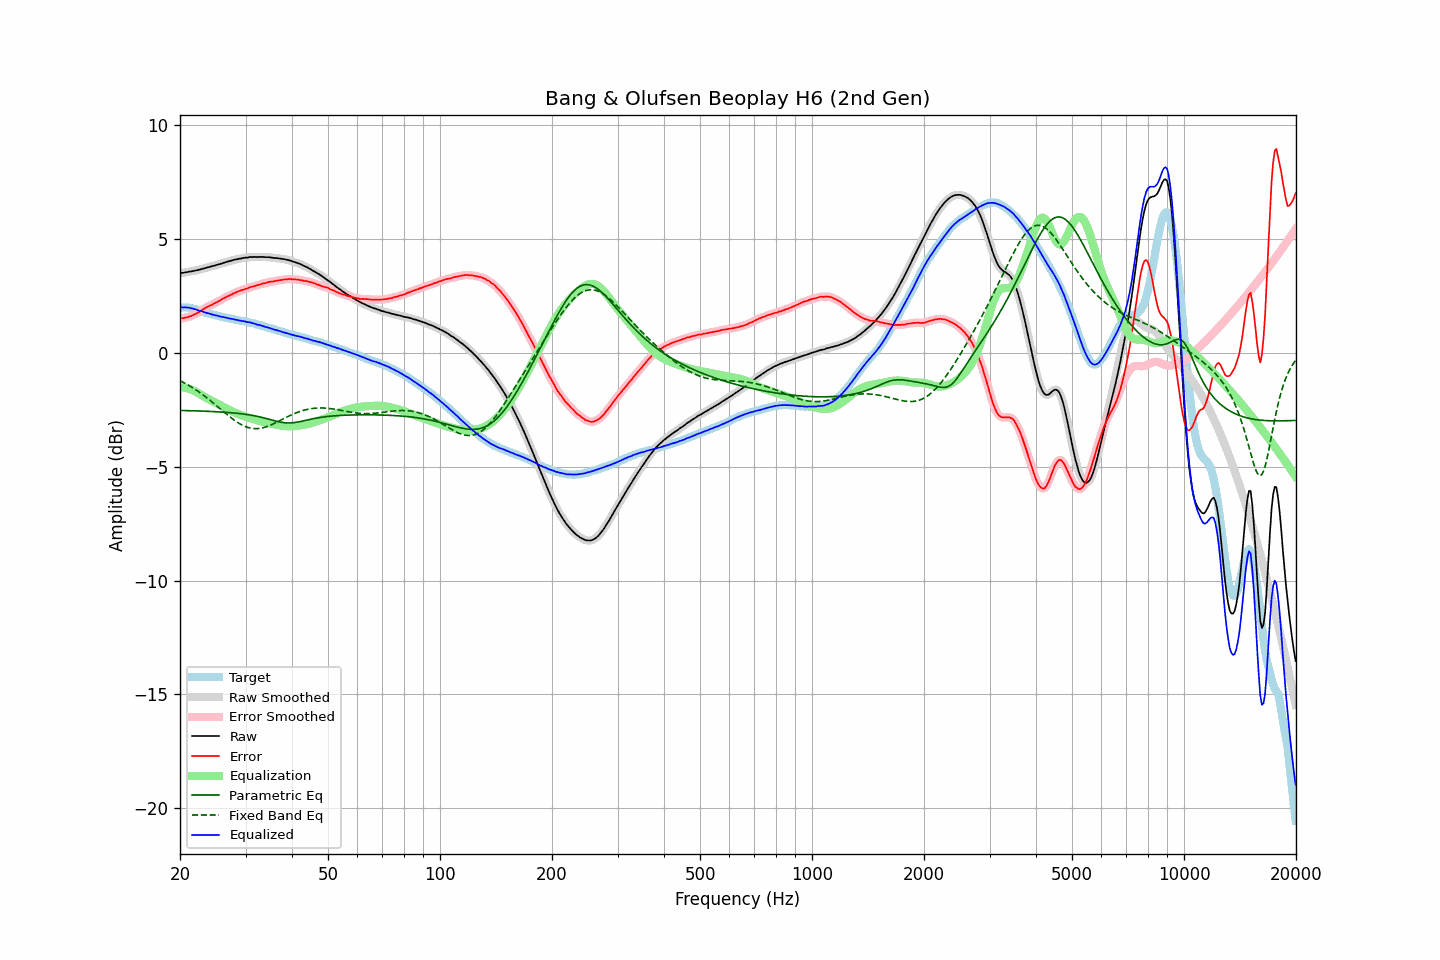 Bang & Olufsen Beoplay H6 (2nd Gen)
10
5
0
−5
−10
−15
−20
Amplitude (dBr)
Target
Raw Smoothed
Error Smoothed
Raw
Error
Equalization
Parametric Eq
Fixed Band Eq
Equalized
20 50 100 200 500 1000 2000 5000 10000 20000
Frequency (Hz)